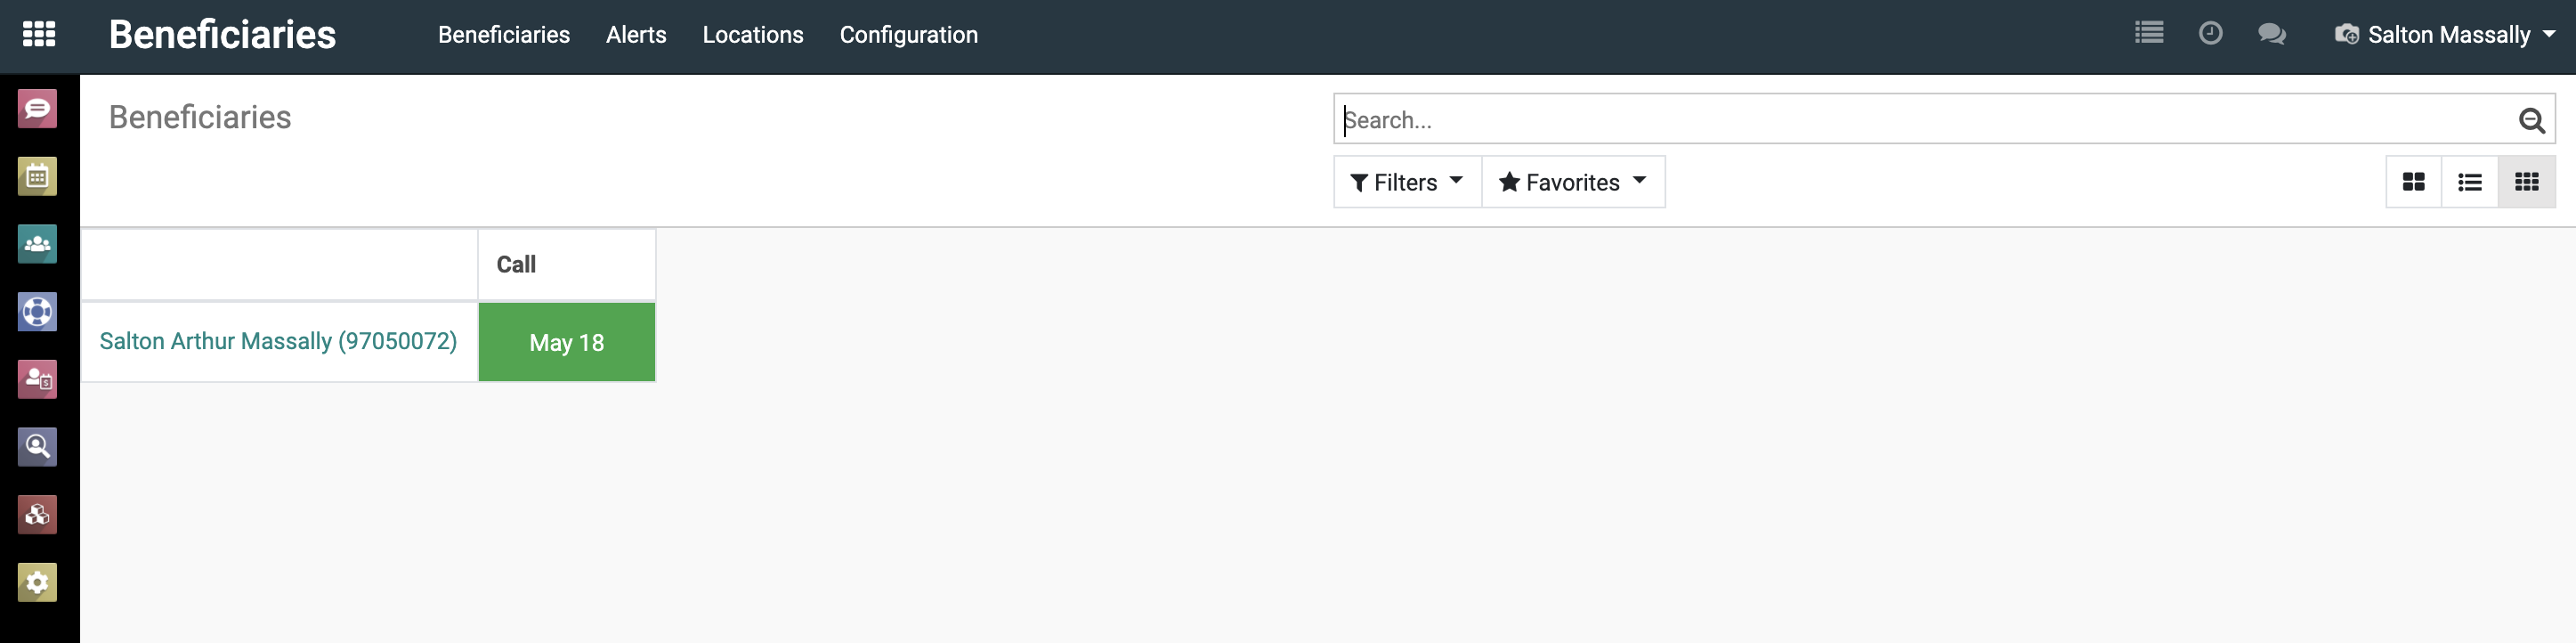 Beneficiaries Beneficiaries Alerts Locations Configuration Salton Massally
Beneficiaries
Search...
Filters Favorites
Call
Salton Arthur Massally (97050072) May 18